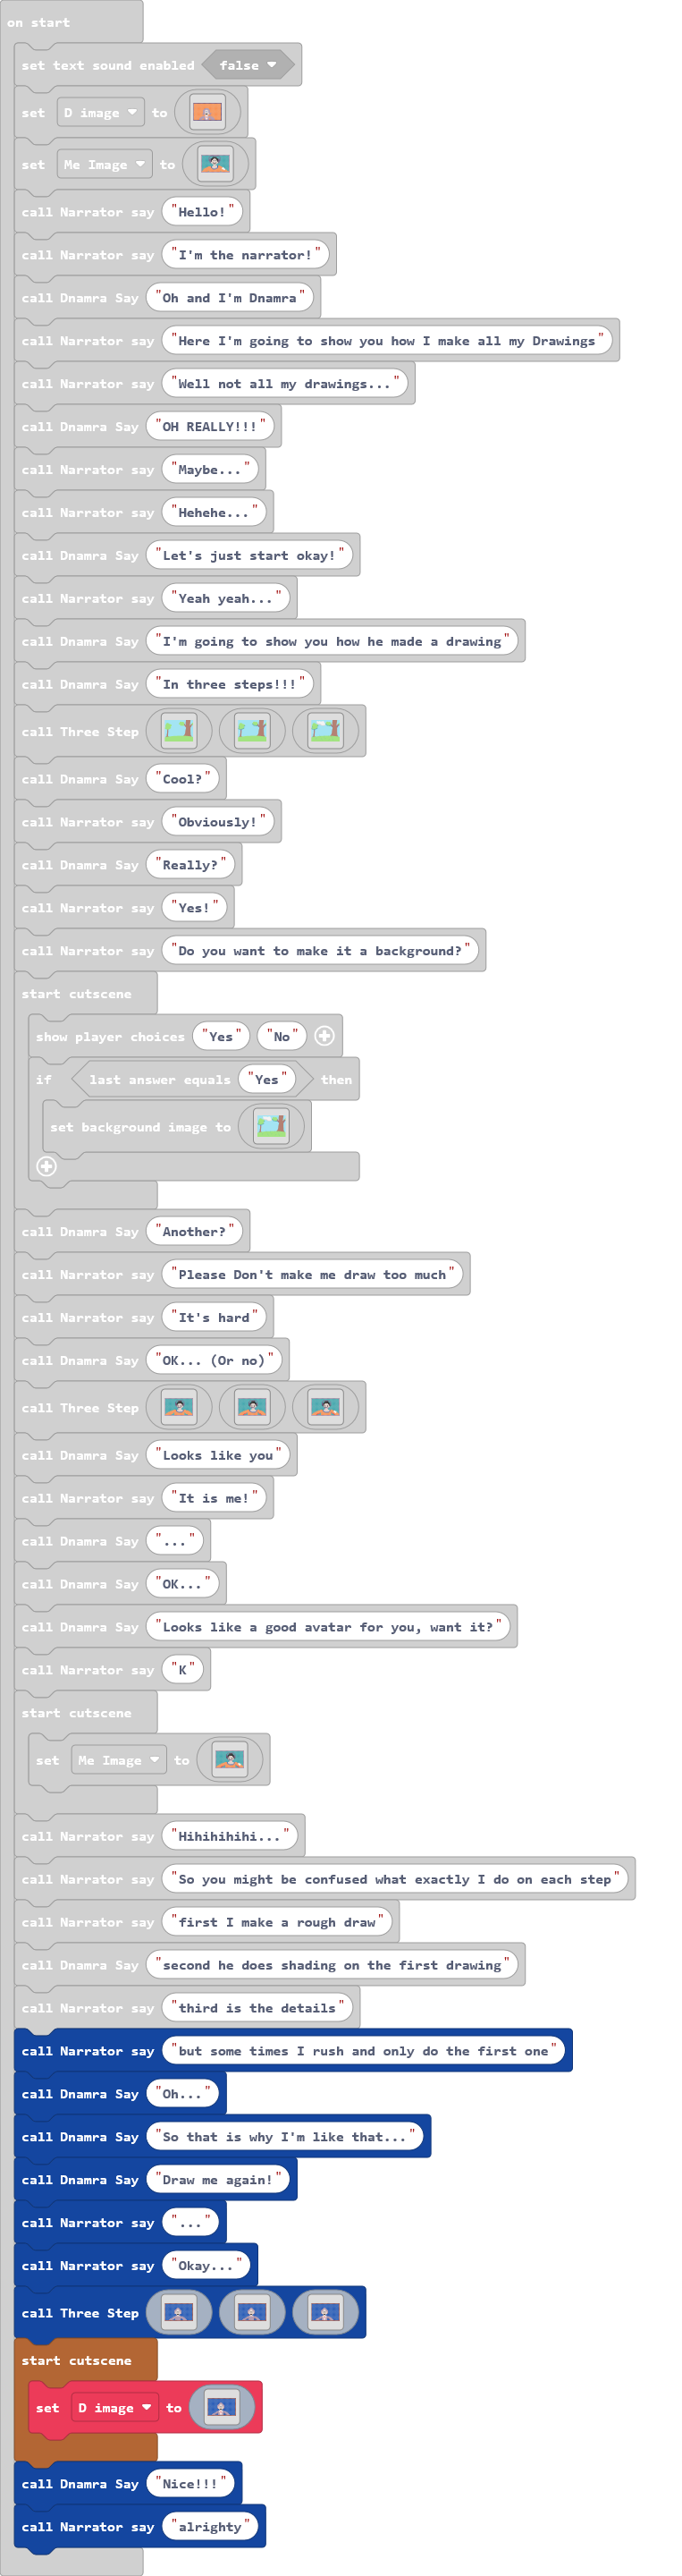 on start
set text sound enabled false
set D image to
set Me Image to
call Narrator say "Hello!"
call Narrator say "I'm the narrator!"
call Dnamra Say "Oh and I'm Dnamra"
call Narrator say "Here I'm going to show you how I make all my Drawings"
call Narrator say "Well not all my drawings..."
call Dnamra Say "OH REALLY!!!"
call Narrator say "Maybe..."
call Narrator say "Hehehe..."
call Dnamra Say "Let's just start okay!"
call Narrator say "Yeah yeah..."
call Dnamra Say "I'm going to show you how he made a drawing"
call Dnamra Say "In three steps!!!"
call Three Step
call Dnamra Say "Cool?"
call Narrator say "Obviously!"
call Dnamra Say "Really?"
call Narrator say "Yes!"
call Narrator say "Do you want to make it a background?"
start cutscene
show player choices "Yes" "No"
if last answer equals "Yes" then
set background image to
call Dnamra Say "Another?"
call Narrator say "Please Don't make me draw too much"
call Narrator say "It's hard"
call Dnamra Say "OK... (Or no)"
call Three Step
call Dnamra Say "Looks like you"
call Narrator say "It is me!"
call Dnamra Say "..."
call Dnamra Say "OK..."
call Dnamra Say "Looks like a good avatar for you, want it?"
call Narrator say "K"
start cutscene
set Me Image to
call Narrator say "Hihihihihi..."
call Narrator say "So you might be confused what exactly I do on each step"
call Narrator say "first I make a rough draw"
call Dnamra Say "second he does shading on the first drawing"
call Narrator say "third is the details"
call Narrator say "but some times I rush and only do the first one"
call Dnamra Say "Oh..."
call Dnamra Say "So that is why I'm like that..."
call Dnamra Say "Draw me again!"
call Narrator say "..."
call Narrator say "Okay..."
call Three Step
start cutscene
set D image to
call Dnamra Say "Nice!!!"
call Narrator say "alrighty"